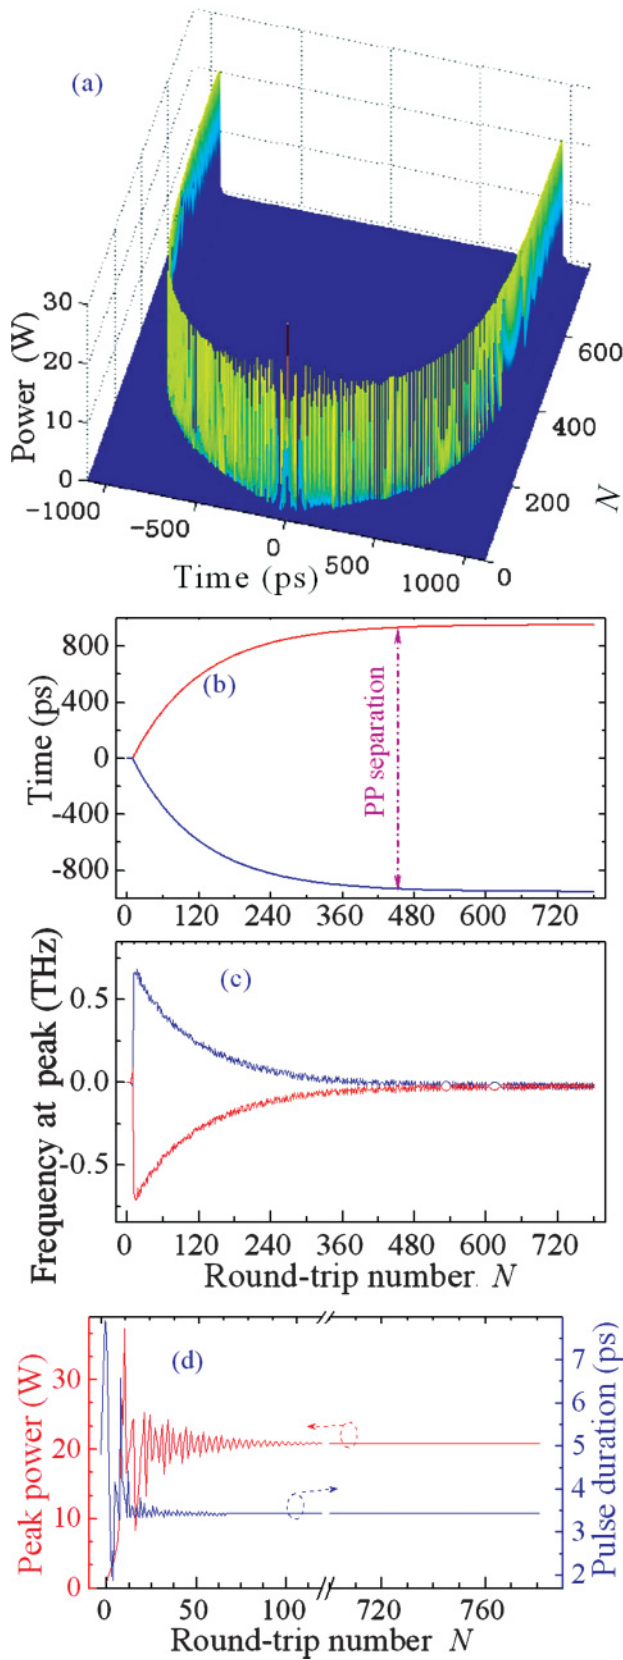 (a)
30
20
10
0
Power (W)
-1000
-500
0
500
1000
Time (ps)
0
200
400
600
N
(b)
800
400
0
-400
-800
Time (ps)
PP separation
0 120 240 360 480 600 720
(c)
0.5
0.0
-0.5
Frequency at peak (THz)
0 120 240 360 480 600 720
Round-trip number N
(d)
30
20
10
0
Peak power (W)
7
6
5
4
3
2
Pulse duration (ps)
0 50 100 720 760
Round-trip number N